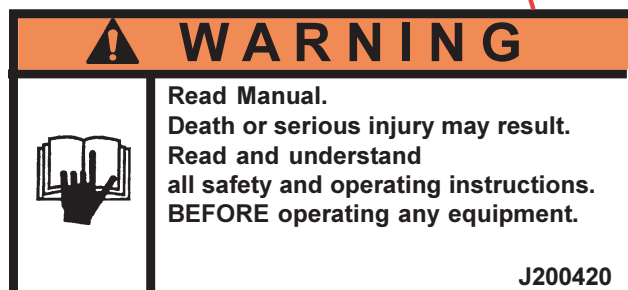 WARNING
Read Manual.
Death or serious injury may result.
Read and understand
all safety and operating instructions.
BEFORE operating any equipment.
J200420